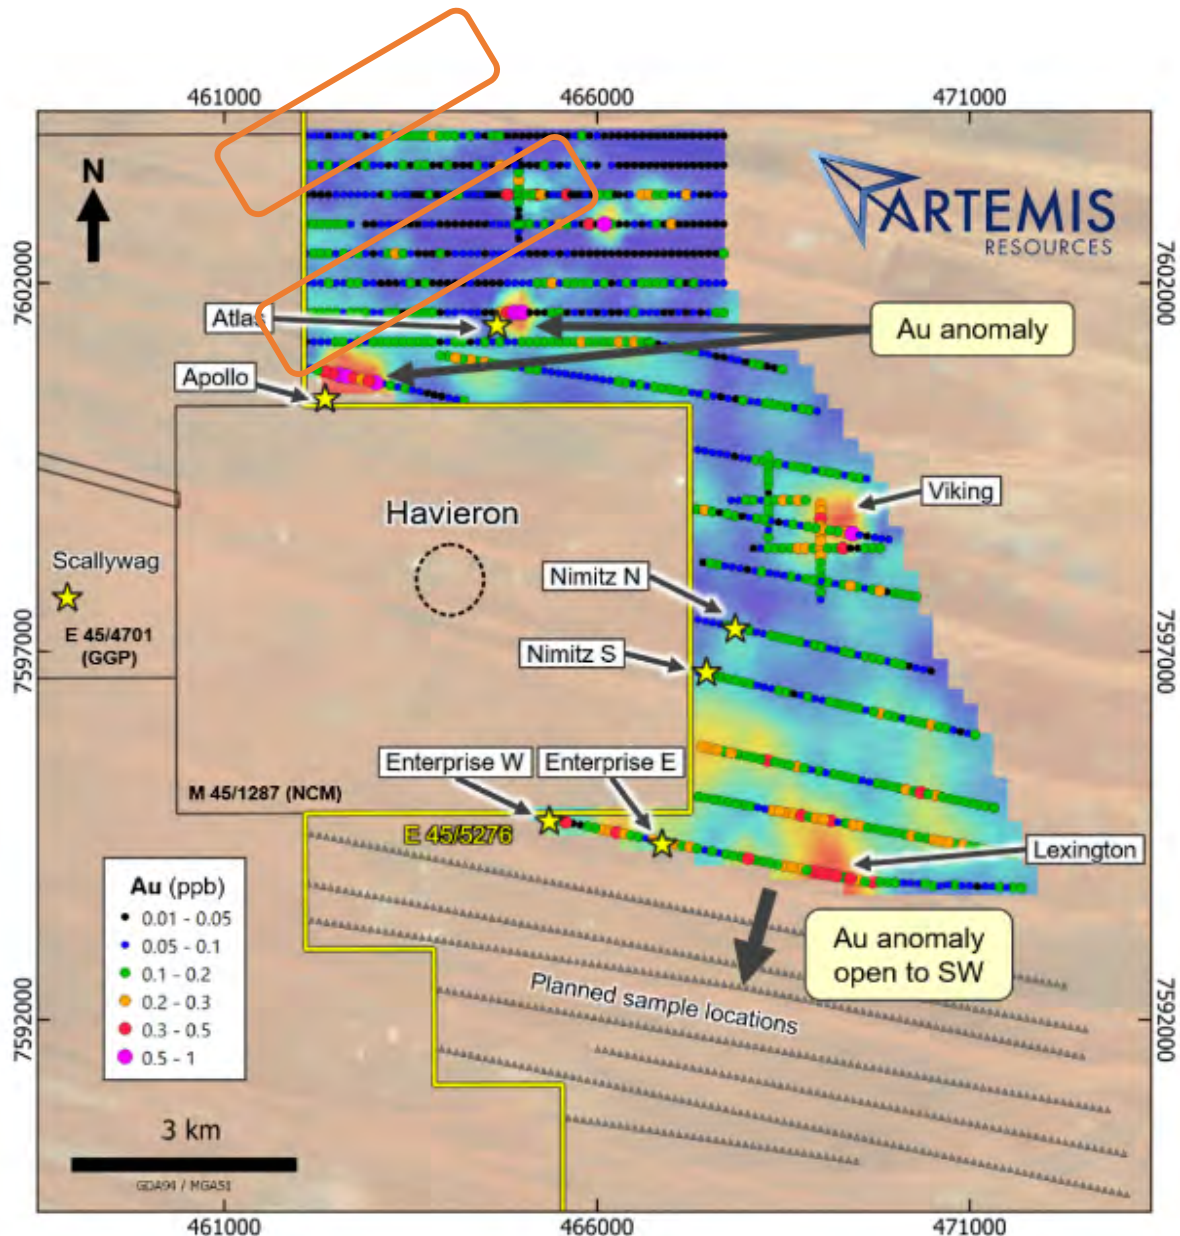 461000
466000
471000
N
ARTEMIS
RESOURCES
7602000
7602000
Atlas
Au anomaly
Apollo
Viking
Havieron
Scallywag
Nimitz N
E 45/4701
(GGP)
7597000
7597000
Nimitz S
Enterprise W
Enterprise E
M 45/1287 (NCM)
E 45/5276
Lexington
Au (ppb)
0.01 - 0.05
0.05 - 0.1
0.1 - 0.2
0.2 - 0.3
0.3 - 0.5
0.5 - 1
Au anomaly
open to SW
Planned sample locations
7592000
7592000
3 km
GDA94 / MGA51
461000
466000
471000